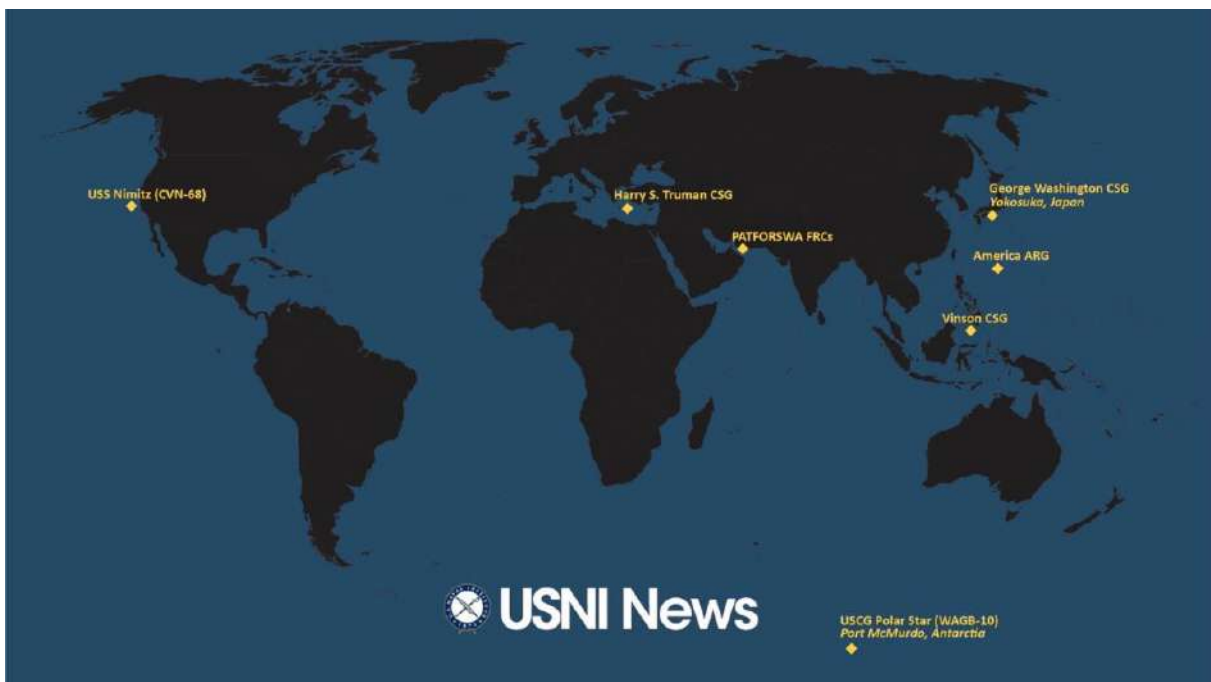 USS Nimitz (CVN-68)
Harry S. Truman CSG
George Washington CSG
Yokosuka, Japan
PATFORSWA FRCs
America ARG
Vinson CSG
USNI News
USCG Polar Star (WAGB-10)
Port McMurdo, Antarctia